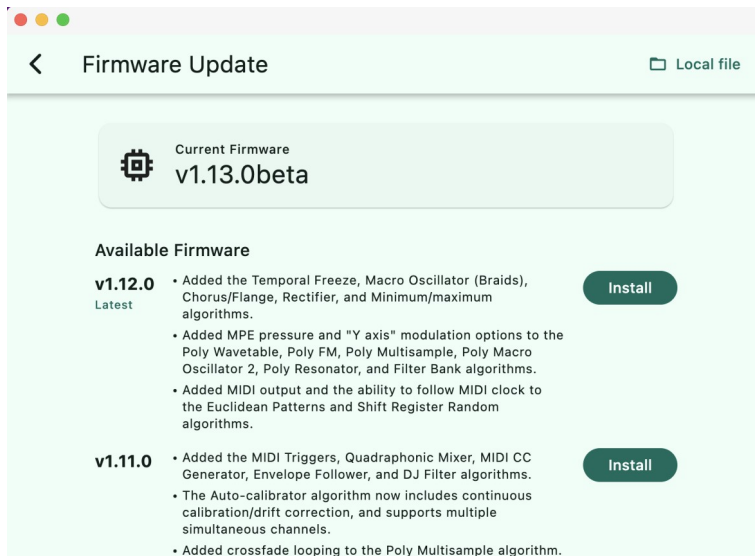 Firmware Update
Local file
Current Firmware
v1.13.0beta
Available Firmware
v1.12.0
Latest
• Added the Temporal Freeze, Macro Oscillator (Braids),
Chorus/Flange, Rectifier, and Minimum/maximum
algorithms.
• Added MPE pressure and "Y axis" modulation options to the
Poly Wavetable, Poly FM, Poly Multisample, Poly Macro
Oscillator 2, Poly Resonator, and Filter Bank algorithms.
• Added MIDI output and the ability to follow MIDI clock to
the Euclidean Patterns and Shift Register Random
algorithms.
Install
v1.11.0
• Added the MIDI Triggers, Quadraphonic Mixer, MIDI CC
Generator, Envelope Follower, and DJ Filter algorithms.
• The Auto-calibrator algorithm now includes continuous
calibration/drift correction, and supports multiple
simultaneous channels.
• Added crossfade looping to the Poly Multisample algorithm.
Install